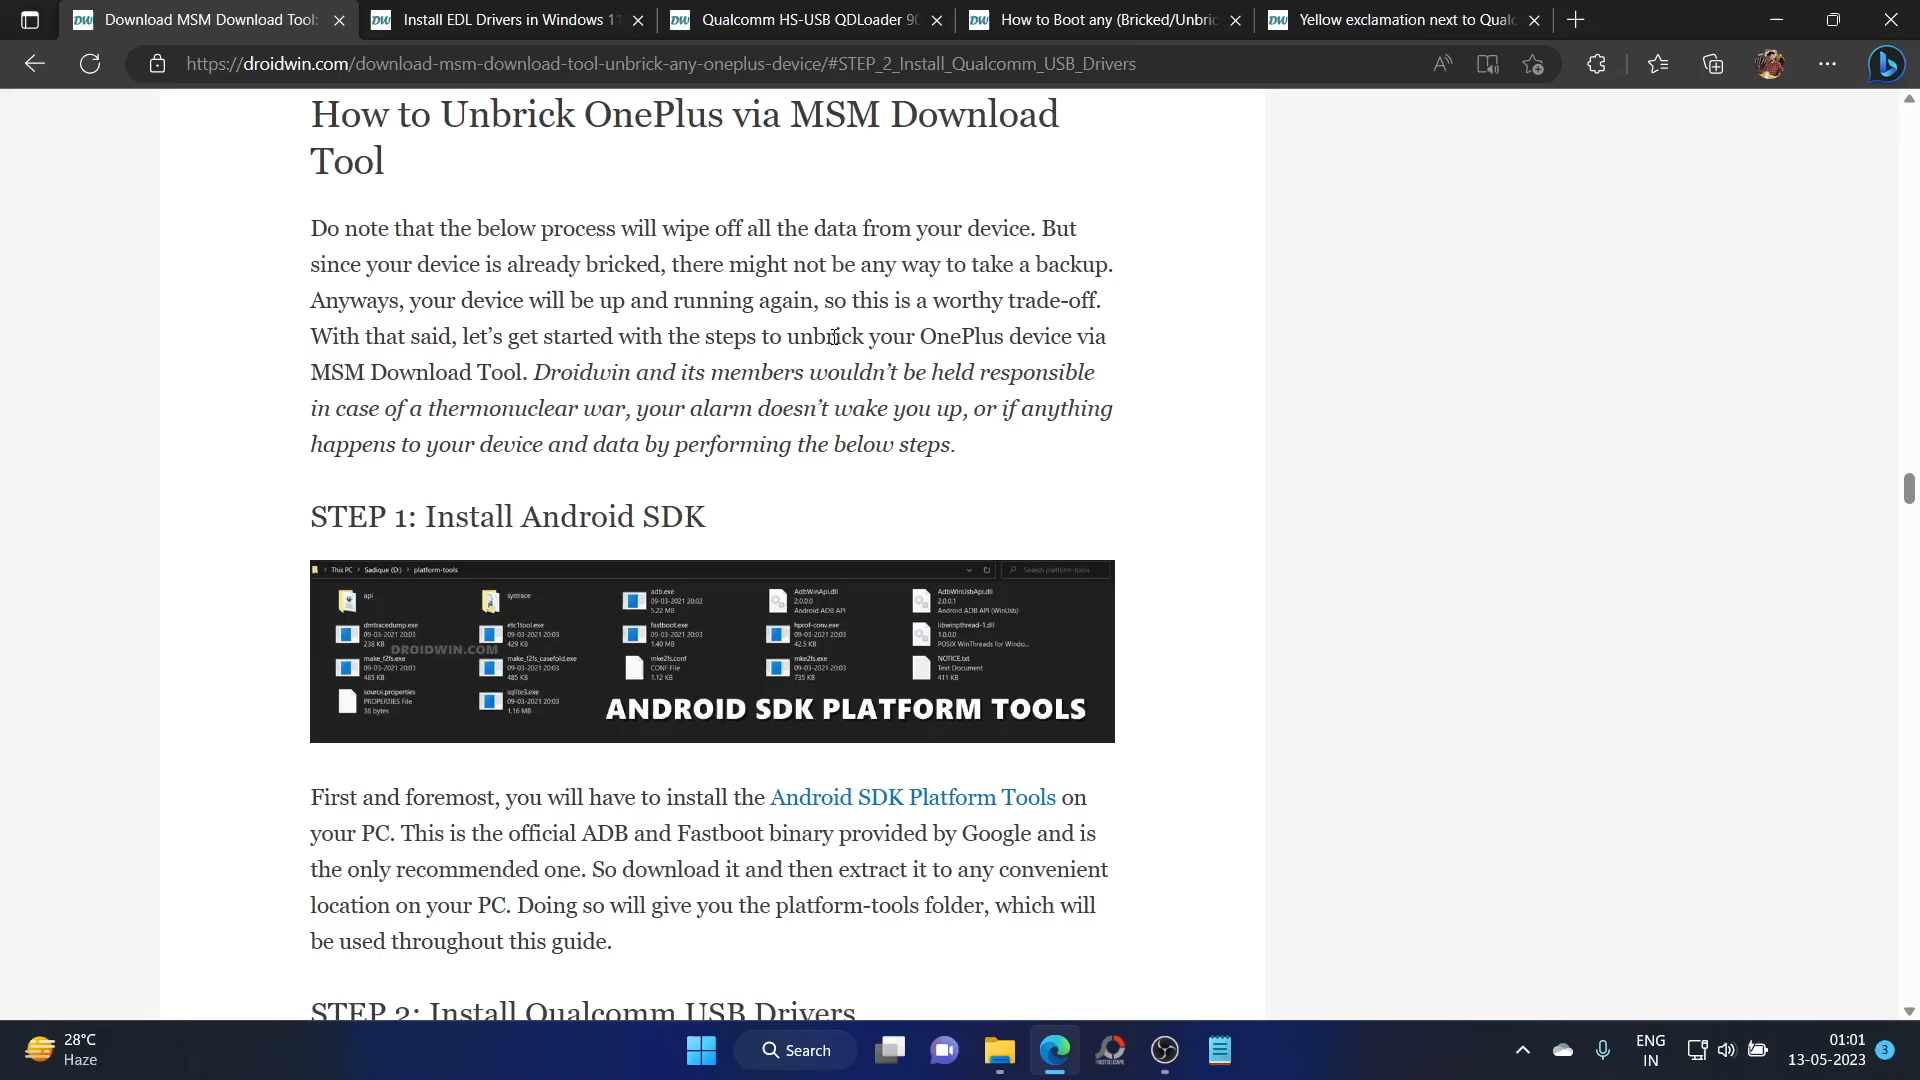 Download MSM Download Tool:
Install EDL Drivers in Windows 11
Qualcomm HS-USB QDLoader 90
How to Boot any (Bricked/Unbric
Yellow exclamation next to Qualc
https://droidwin.com/download-msm-download-tool-unbrick-any-oneplus-device/#STEP_2_Install_Qualcomm_USB_Drivers
How to Unbrick OnePlus via MSM Download
Tool
Do note that the below process will wipe off all the data from your device. But
since your device is already bricked, there might not be any way to take a backup.
Anyways, your device will be up and running again, so this is a worthy trade-off.
With that said, let’s get started with the steps to unbrick your OnePlus device via
MSM Download Tool. Droidwin and its members wouldn’t be held responsible
in case of a thermonuclear war, your alarm doesn’t wake you up, or if anything
happens to your device and data by performing the below steps.
STEP 1: Install Android SDK
This PC > Sadique (D:) > platform-tools
Search platform-tools
api
systrace
adb.exe
09-03-2021 20:02
5.22 MB
AdbWinApi.dll
2.0.0.0
Android ADB API
AdbWinUsbApi.dll
2.0.0.1
Android ADB API (WinUsb)
dmtracedump.exe
09-03-2021 20:03
238 KB
etc1tool.exe
09-03-2021 20:03
429 KB
fastboot.exe
09-03-2021 20:03
1.40 MB
hprof-conv.exe
09-03-2021 20:03
42.5 KB
libwinpthread-1.dll
1.0.0.0
POSIX WinThreads for Windo...
DROIDWIN.COM
make_f2fs.exe
09-03-2021 20:03
485 KB
make_f2fs_casefold.exe
09-03-2021 20:03
485 KB
mke2fs.conf
CONF File
1.12 KB
mke2fs.exe
09-03-2021 20:03
735 KB
NOTICE.txt
Text Document
411 KB
source.properties
PROPERTIES File
38 bytes
sqlite3.exe
09-03-2021 20:03
1.16 MB
ANDROID SDK PLATFORM TOOLS
First and foremost, you will have to install the Android SDK Platform Tools on
your PC. This is the official ADB and Fastboot binary provided by Google and is
the only recommended one. So download it and then extract it to any convenient
location on your PC. Doing so will give you the platform-tools folder, which will
be used throughout this guide.
STEP 2: Install Qualcomm USB Drivers
28°C
Haze
Search
ENG
IN
01:01
13-05-2023
3